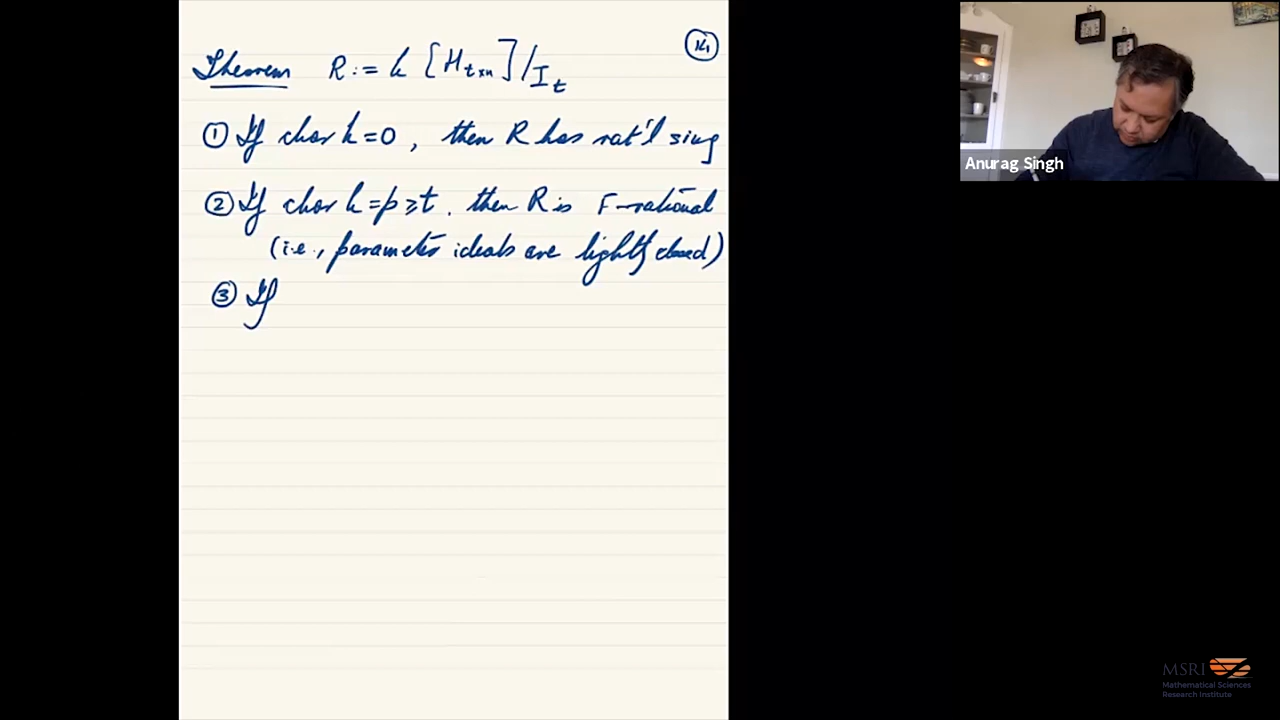 Theorem R := k [H_{t×n}]/I_t
⑭
① If char k=0, then R has rat'l sing
② If char k=p⩾t, then R is F-rational
(i.e., parameter ideals are tightly closed)
③ If
Anurag Singh
MSRI
Mathematical Sciences
Research Institute